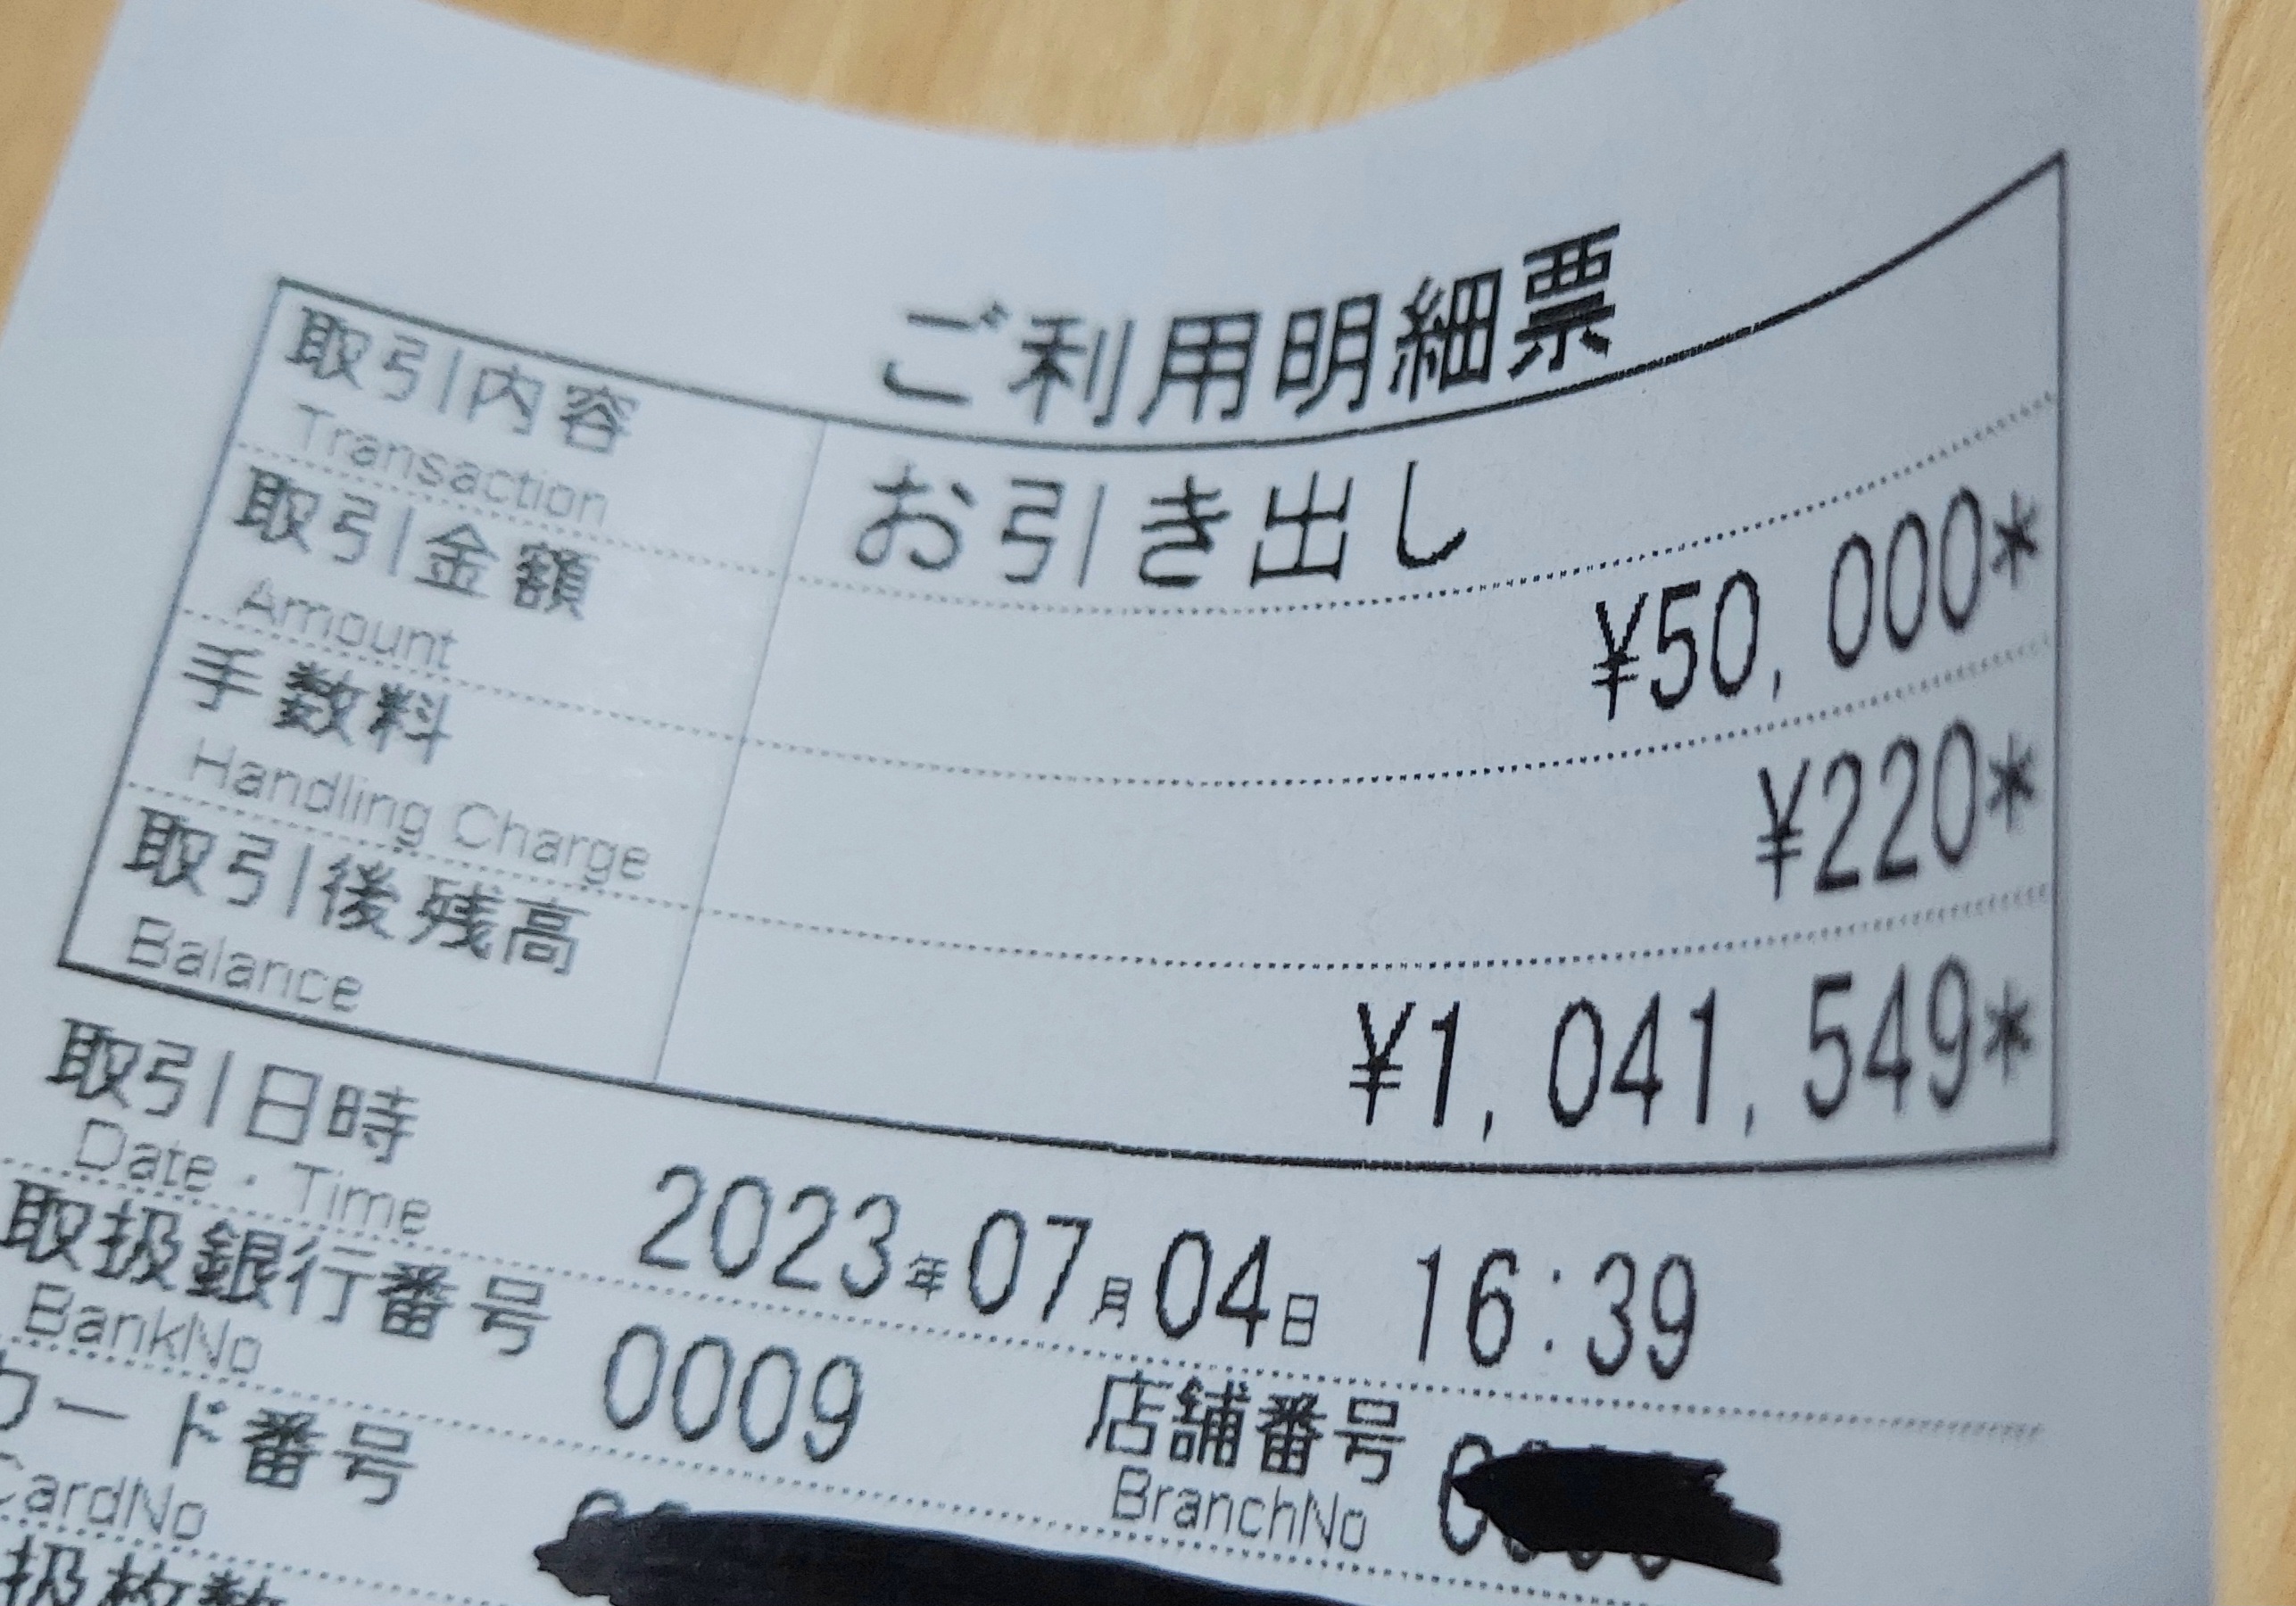 ご利用明細票
取引内容 お引き出し
Transaction
取引金額 ¥50,000*
Amount
手数料 ¥220*
Handling Charge
取引後残高 ¥1,041,549*
Balance
取引日時 2023年07月04日 16:39
Date・Time
取扱銀行番号 0009 店舗番号
BankNo BranchNo
カード番号
CardNo
扱枚数